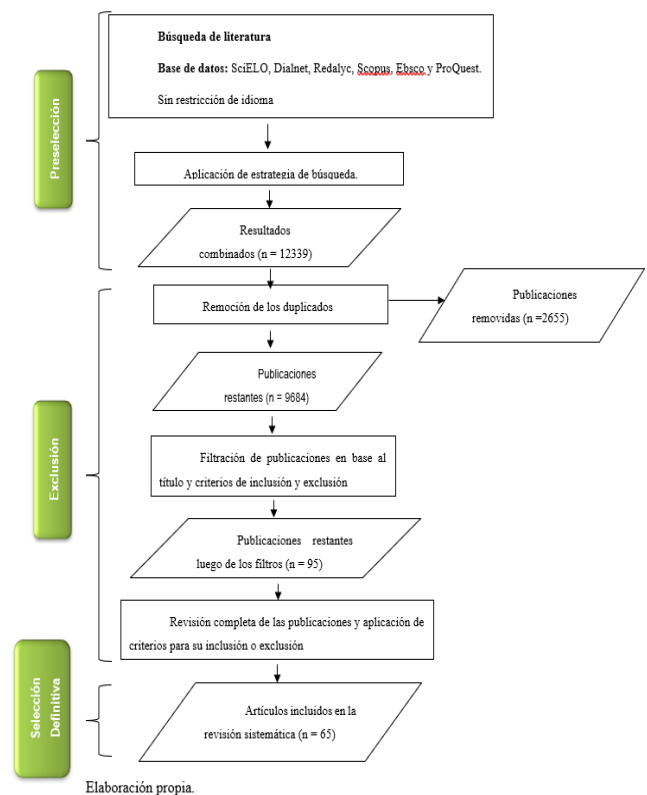 Búsqueda de literatura
Base de datos: SciELO, Dialnet, Redalyc, Scopus, Ebsco y ProQuest.
Sin restricción de idioma
Preselección
Aplicación de estrategia de búsqueda.
Resultados
combinados (n = 12339)
Remoción de los duplicados
Publicaciones
removidas (n =2655)
Publicaciones
restantes (n = 9684)
Exclusión
Filtración de publicaciones en base al
título y criterios de inclusión y exclusión
Publicaciones restantes
luego de los filtros (n = 95)
Revisión completa de las publicaciones y aplicación de
criterios para su inclusión o exclusión
Selección
Definitiva
Artículos incluidos en la
revisión sistemática (n = 65)
Elaboración propia.